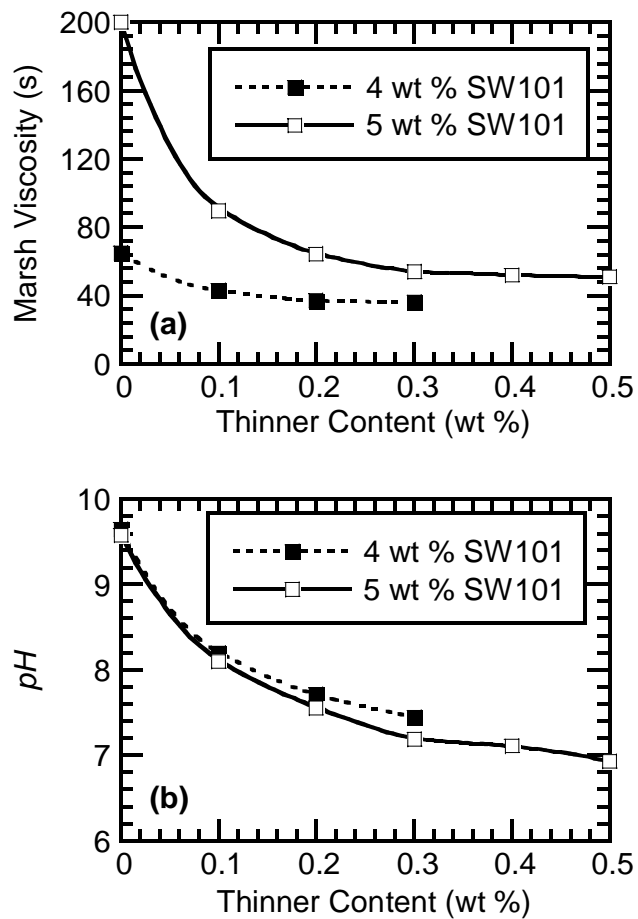 200
160
120
80
40
0
Marsh Viscosity (s)
4 wt % SW101
5 wt % SW101
(a)
0 0.1 0.2 0.3 0.4 0.5
Thinner Content (wt %)
10
9
8
7
6
pH
4 wt % SW101
5 wt % SW101
(b)
0 0.1 0.2 0.3 0.4 0.5
Thinner Content (wt %)